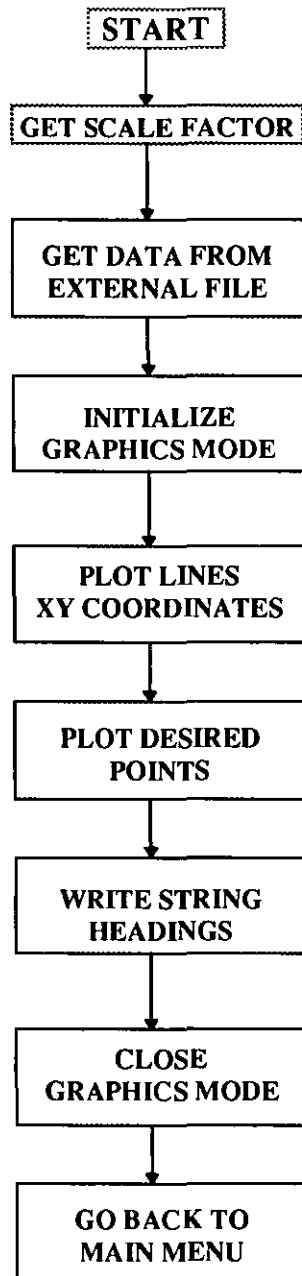 START
GET SCALE FACTOR
GET DATA FROM
EXTERNAL FILE
INITIALIZE
GRAPHICS MODE
PLOT LINES
XY COORDINATES
PLOT DESIRED
POINTS
WRITE STRING
HEADINGS
CLOSE
GRAPHICS MODE
GO BACK TO
MAIN MENU